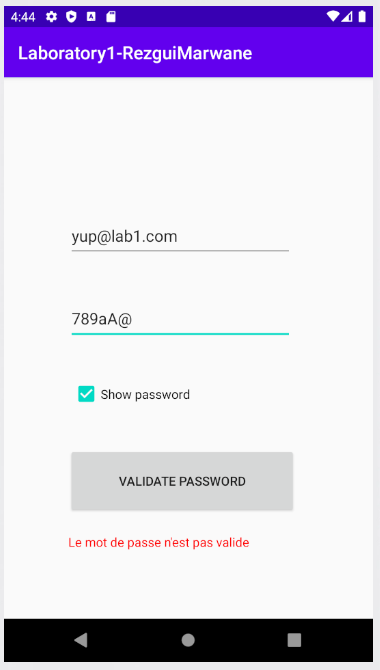 4:44
Laboratory1-RezguiMarwane
yup@lab1.com
789aA@
Show password
VALIDATE PASSWORD
Le mot de passe n'est pas valide